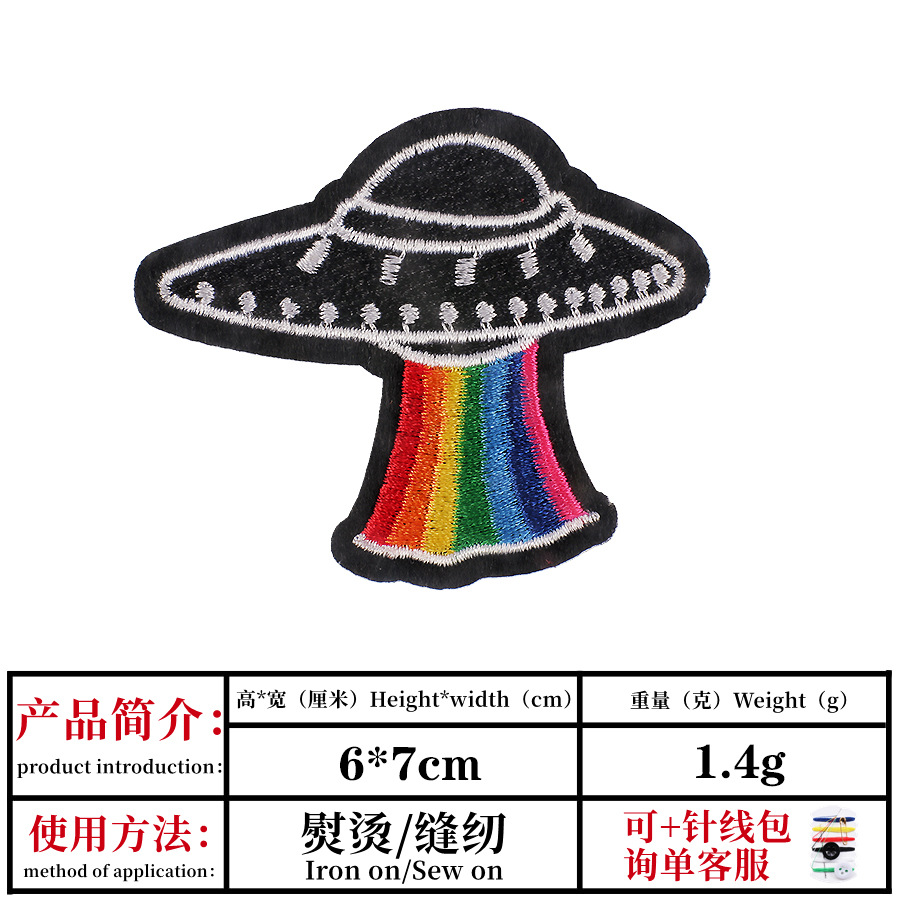 产品简介：
product introduction：
高*宽（厘米）Height*width（cm）
重量（克）Weight（g）
6*7cm
1.4g
使用方法：
method of application：
熨烫/缝纫
Iron on/Sew on
可+针线包
询单客服